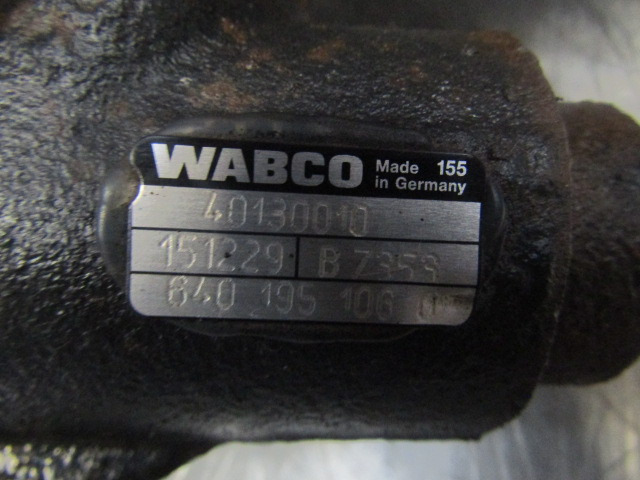 WABCO Made 155
in Germany
40130010
151229 B 7353
640 195 106 0